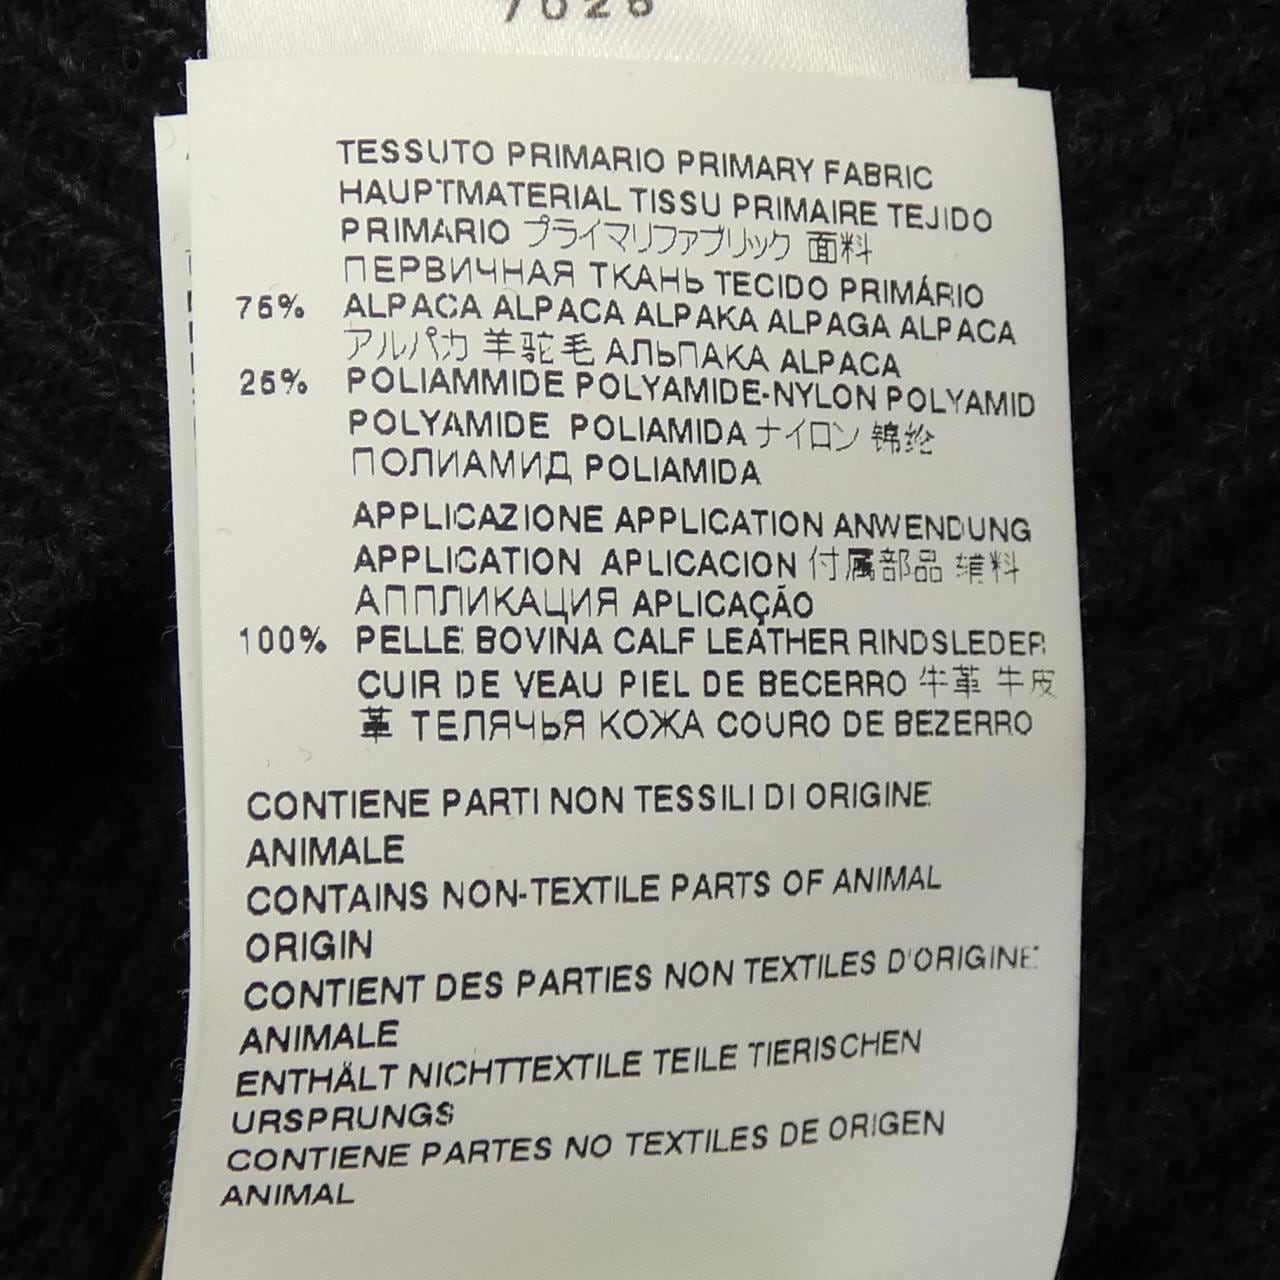 TESSUTO PRIMARIO PRIMARY FABRIC
HAUPTMATERIAL TISSU PRIMAIRE TEJIDO
PRIMARIO プライマリファブリック 面料
ПЕРВИЧНАЯ ТКАНЬ TECIDO PRIMÁRIO
75% ALPACA ALPACA ALPAKA ALPAGA ALPACA
アルパカ 羊驼毛 АЛЬПАКА ALPACA
25% POLIAMMIDE POLYAMIDE-NYLON POLYAMID
POLYAMIDE POLIAMIDA ナイロン 锦纶
ПОЛИАМИД POLIAMIDA
APPLICAZIONE APPLICATION ANWENDUNG
APPLICATION APLICACION 付属部品 辅料
АППЛИКАЦИЯ APLICAÇÃO
100% PELLE BOVINA CALF LEATHER RINDSLEDER
CUIR DE VEAU PIEL DE BECERRO 牛革 牛皮
革 ТЕЛЯЧЬЯ КОЖА COURO DE BEZERRO
CONTIENE PARTI NON TESSILI DI ORIGINE
ANIMALE
CONTAINS NON-TEXTILE PARTS OF ANIMAL
ORIGIN
CONTIENT DES PARTIES NON TEXTILES D'ORIGINE
ANIMALE
ENTHÄLT NICHTTEXTILE TEILE TIERISCHEN
URSPRUNGS
CONTIENE PARTES NO TEXTILES DE ORIGEN
ANIMAL